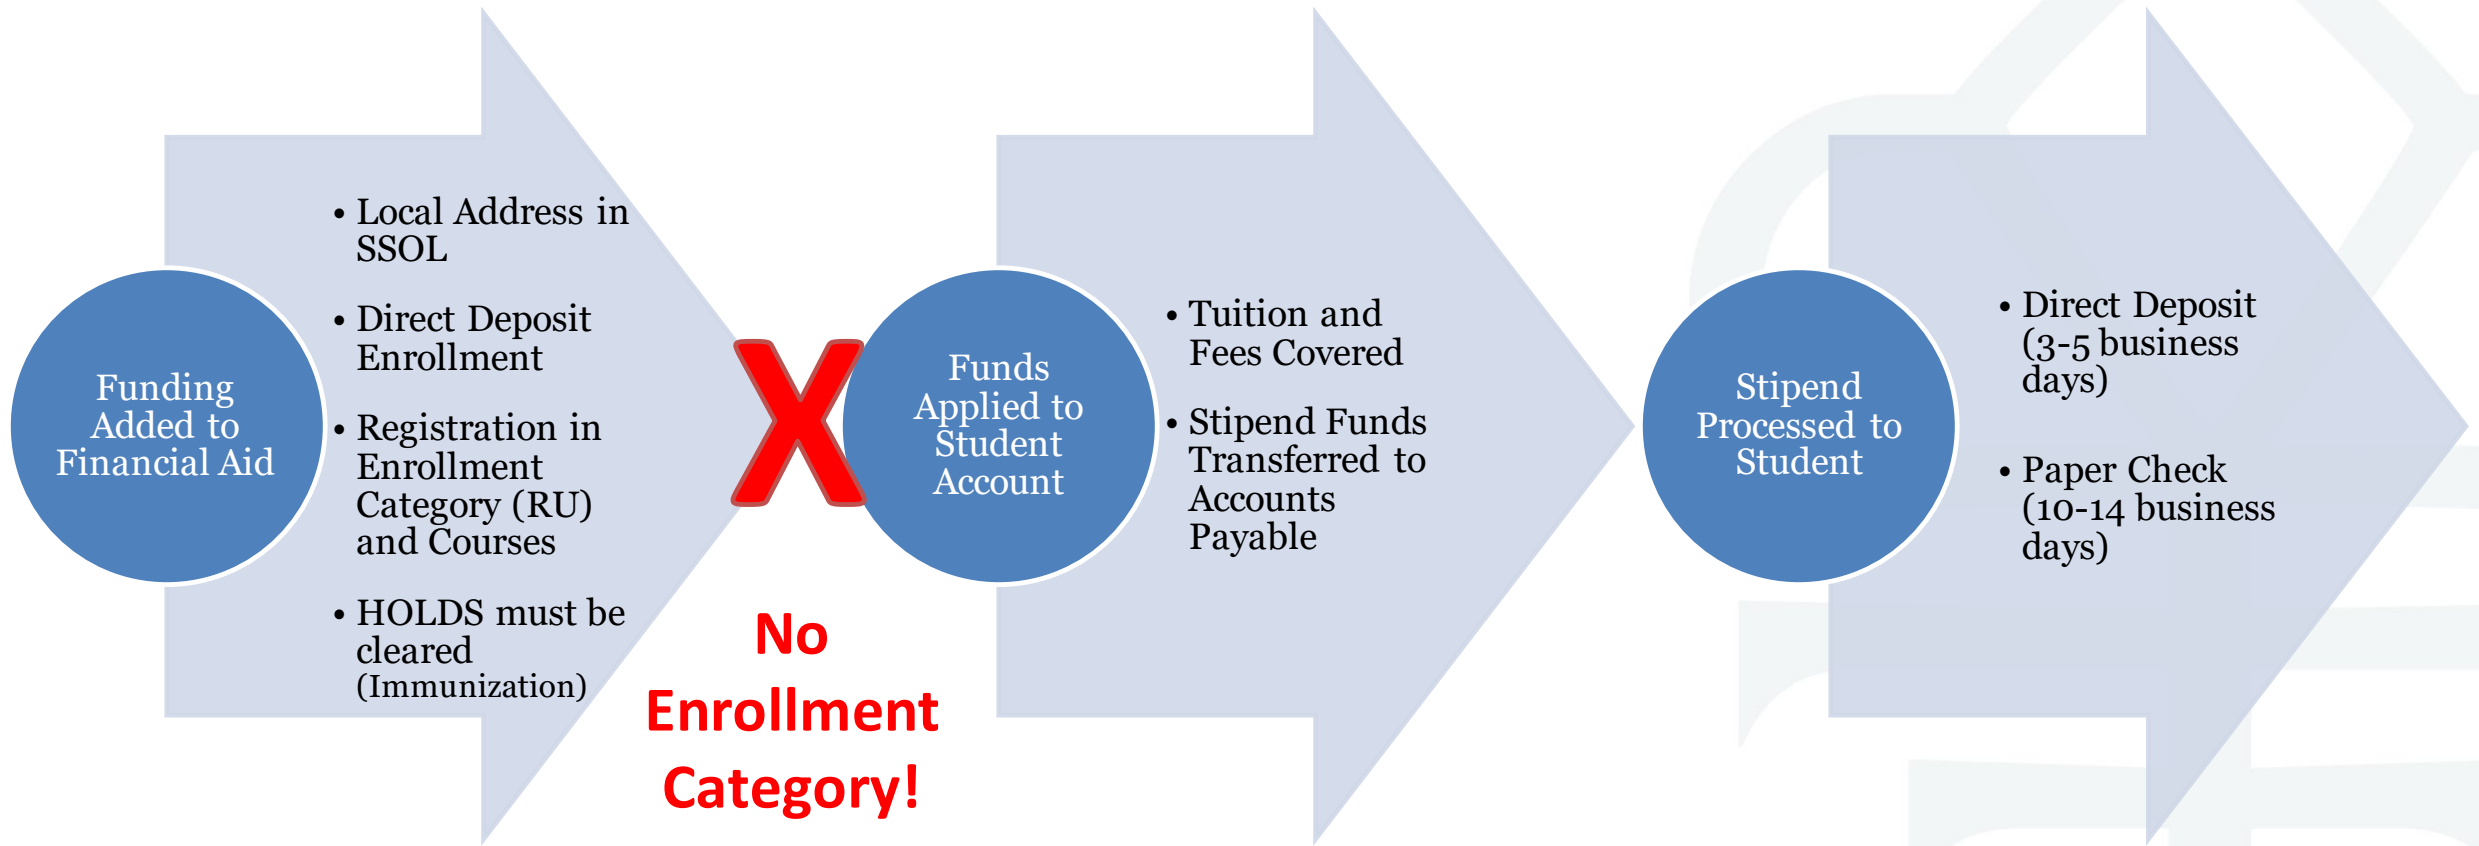 Funding
Added to
Financial Aid
• Local Address in
SSOL
• Direct Deposit
Enrollment
• Registration in
Enrollment
Category (RU)
and Courses
• HOLDS must be
cleared
(Immunization)
X
No
Enrollment
Category!
Funds
Applied to
Student
Account
• Tuition and
Fees Covered
• Stipend Funds
Transferred to
Accounts
Payable
Stipend
Processed to
Student
• Direct Deposit
(3-5 business
days)
• Paper Check
(10-14 business
days)